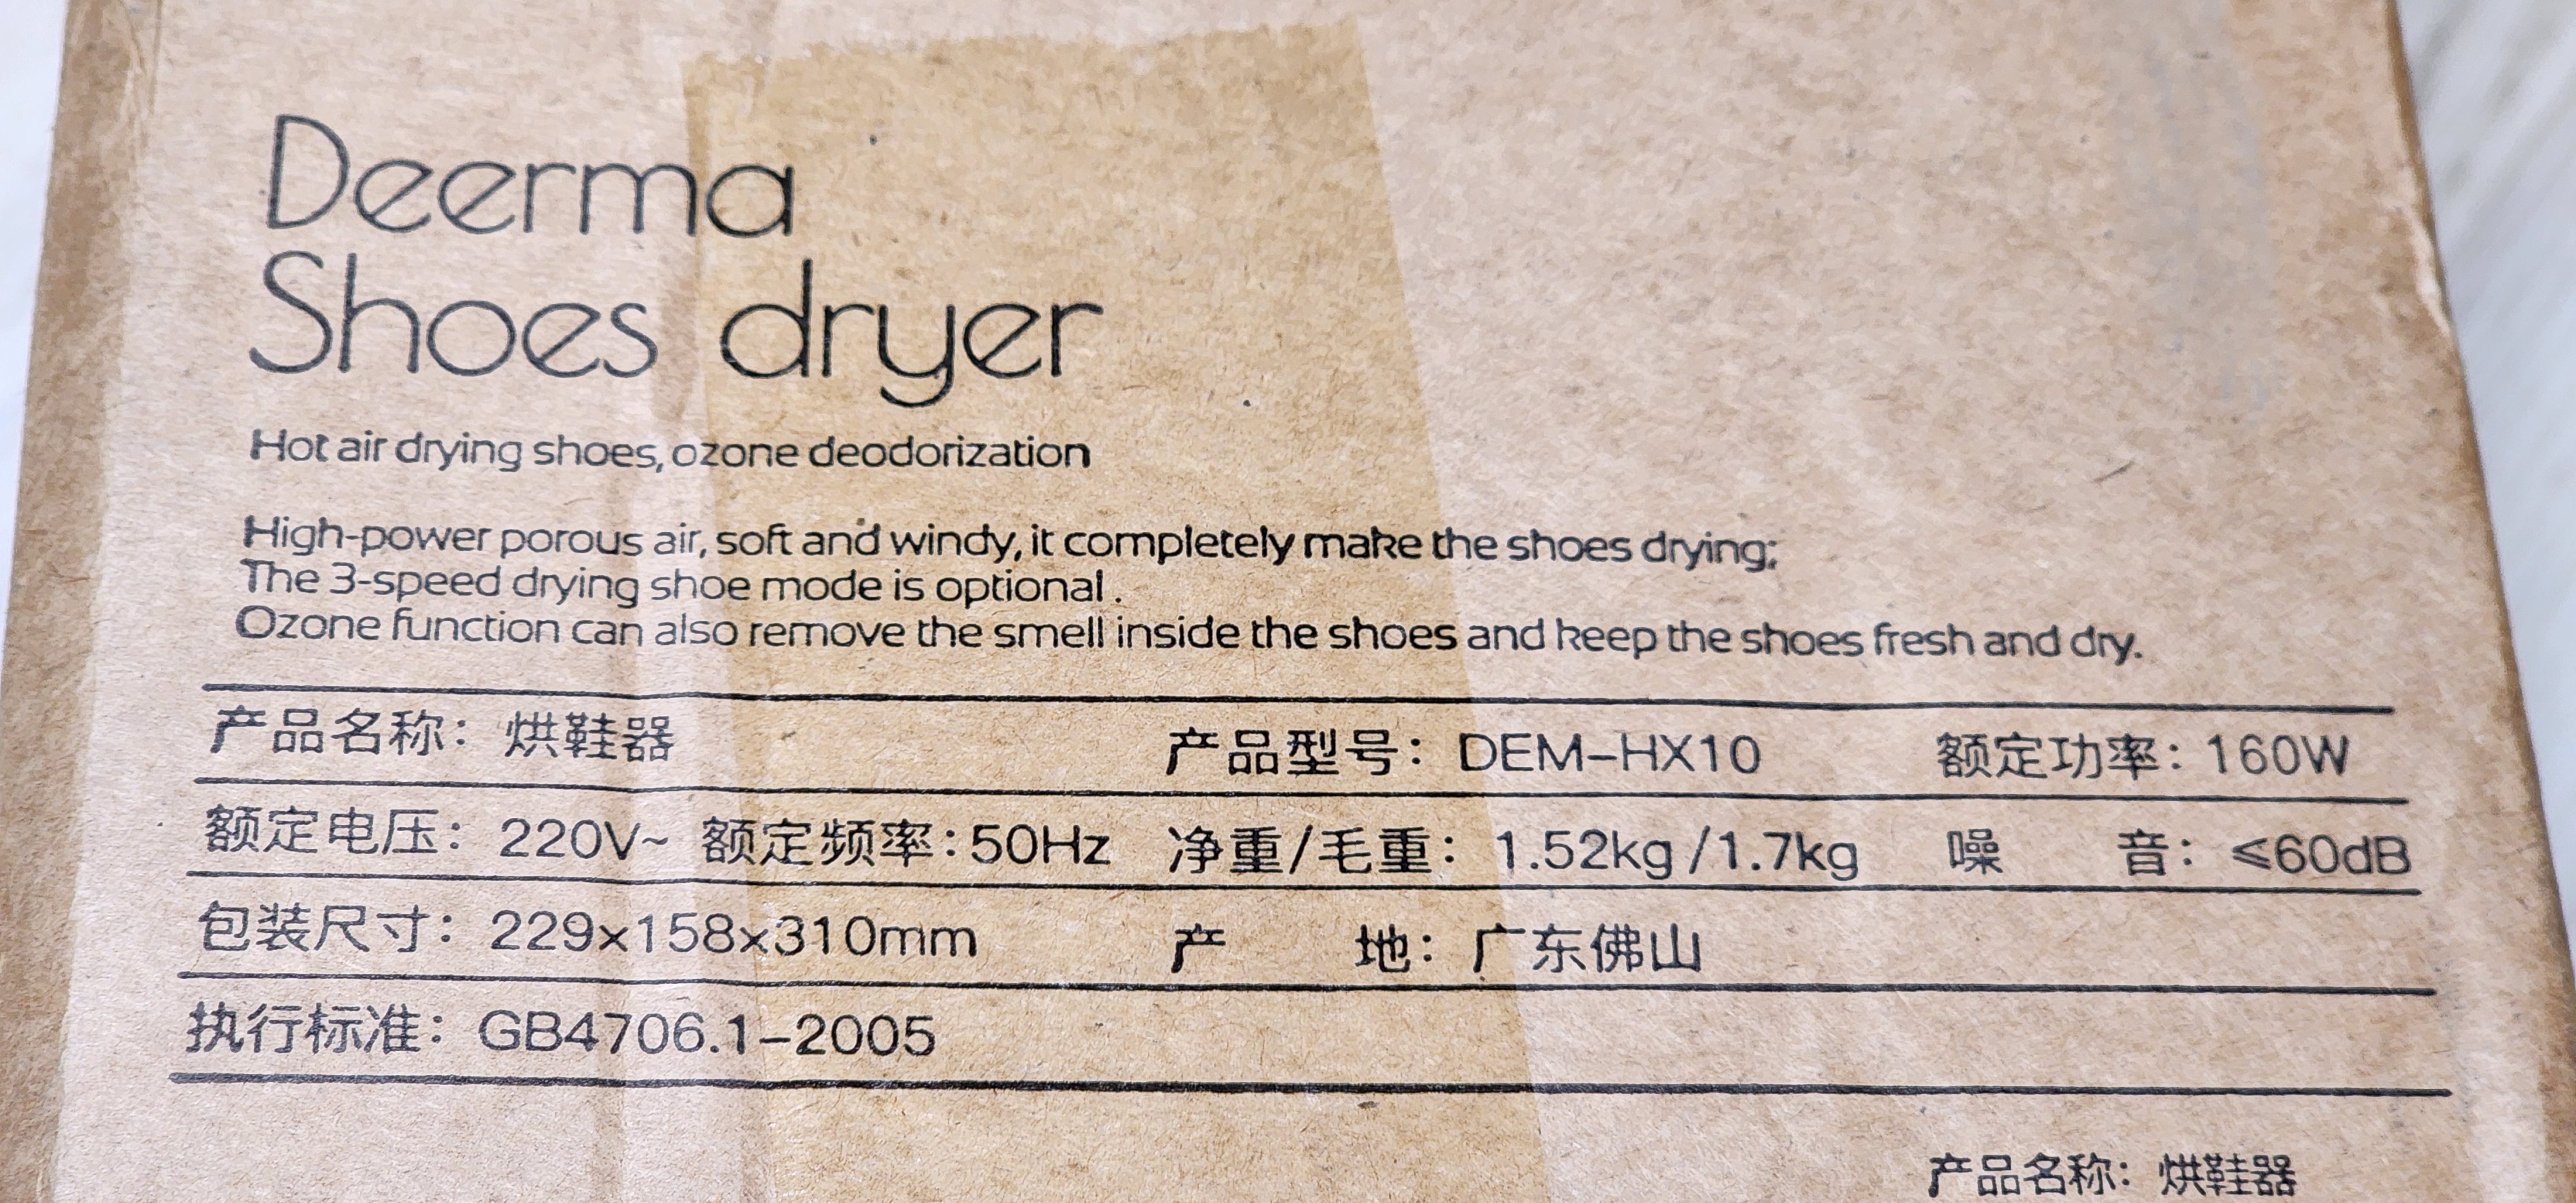 Deerma
Shoes dryer
Hot air drying shoes, ozone deodorization
High-power porous air, soft and windy, it completely make the shoes drying;
The 3-speed drying shoe mode is optional.
Ozone function can also remove the smell inside the shoes and keep the shoes fresh and dry.
产品名称：烘鞋器 产品型号：DEM-HX10 额定功率：160W
额定电压：220V~ 额定频率：50Hz 净重/毛重：1.52kg/1.7kg 噪 音：≤60dB
包装尺寸：229x158x310mm 产 地：广东佛山
执行标准：GB4706.1-2005
产品名称：烘鞋器